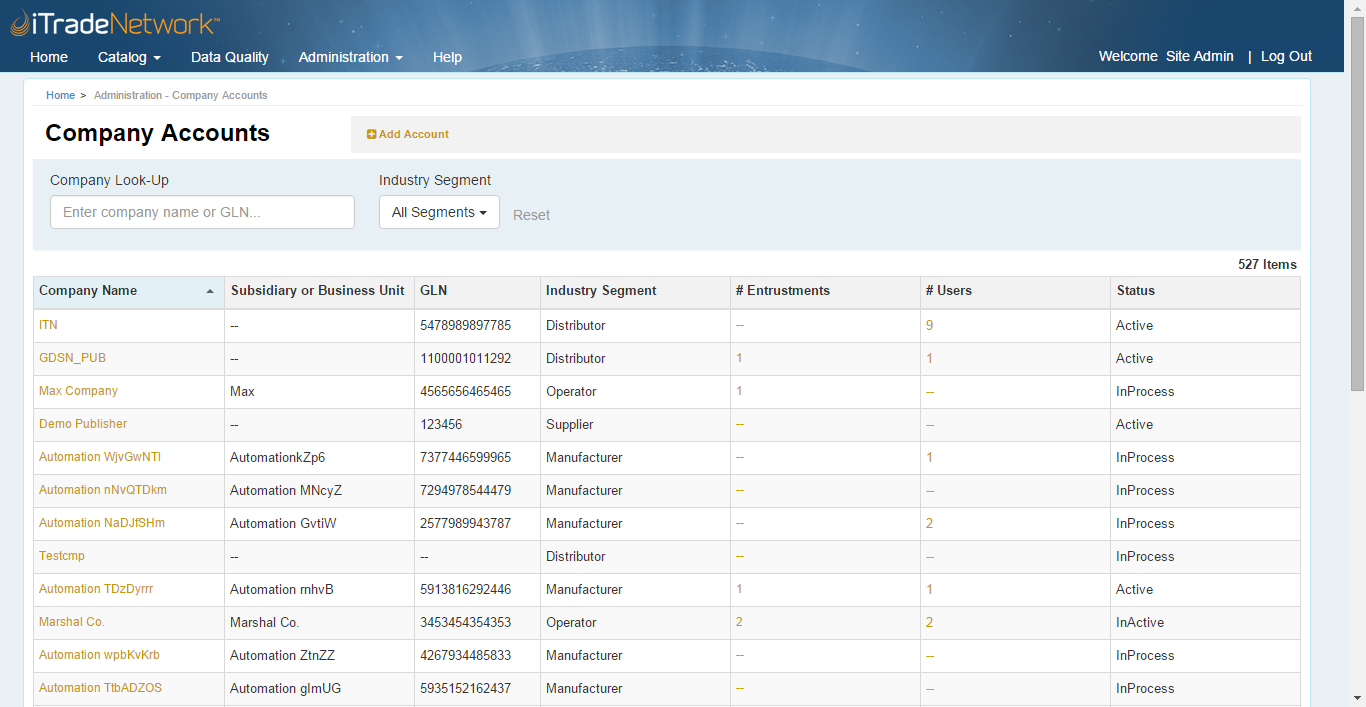 iTradeNetwork™
Home Catalog Data Quality Administration Help Welcome Site Admin | Log Out
Home > Administration - Company Accounts
Company Accounts Add Account
Company Look-Up Industry Segment
Enter company name or GLN... All Segments Reset
527 Items
Company Name Subsidiary or Business Unit GLN Industry Segment # Entrustments # Users Status
ITN -- 5478989897785 Distributor -- 9 Active
GDSN_PUB -- 1100001011292 Distributor 1 1 Active
Max Company Max 4565656465465 Operator 1 -- InProcess
Demo Publisher -- 123456 Supplier -- -- Active
Automation WjvGwNTl AutomationkZp6 7377446599965 Manufacturer -- 1 InProcess
Automation nNvQTDkm Automation MNcyZ 7294978544479 Manufacturer -- -- InProcess
Automation NaDJfSHm Automation GvtiW 2577989943787 Manufacturer -- 2 InProcess
Testcmp -- -- Distributor -- -- InProcess
Automation TDzDyrrr Automation rnhvB 5913816292446 Manufacturer 1 1 Active
Marshal Co. Marshal Co. 3453454354353 Operator 2 2 InActive
Automation wpbKvKrb Automation ZtnZZ 4267934485833 Manufacturer -- -- InProcess
Automation TtbADZOS Automation glmUG 5935152162437 Manufacturer -- -- InProcess